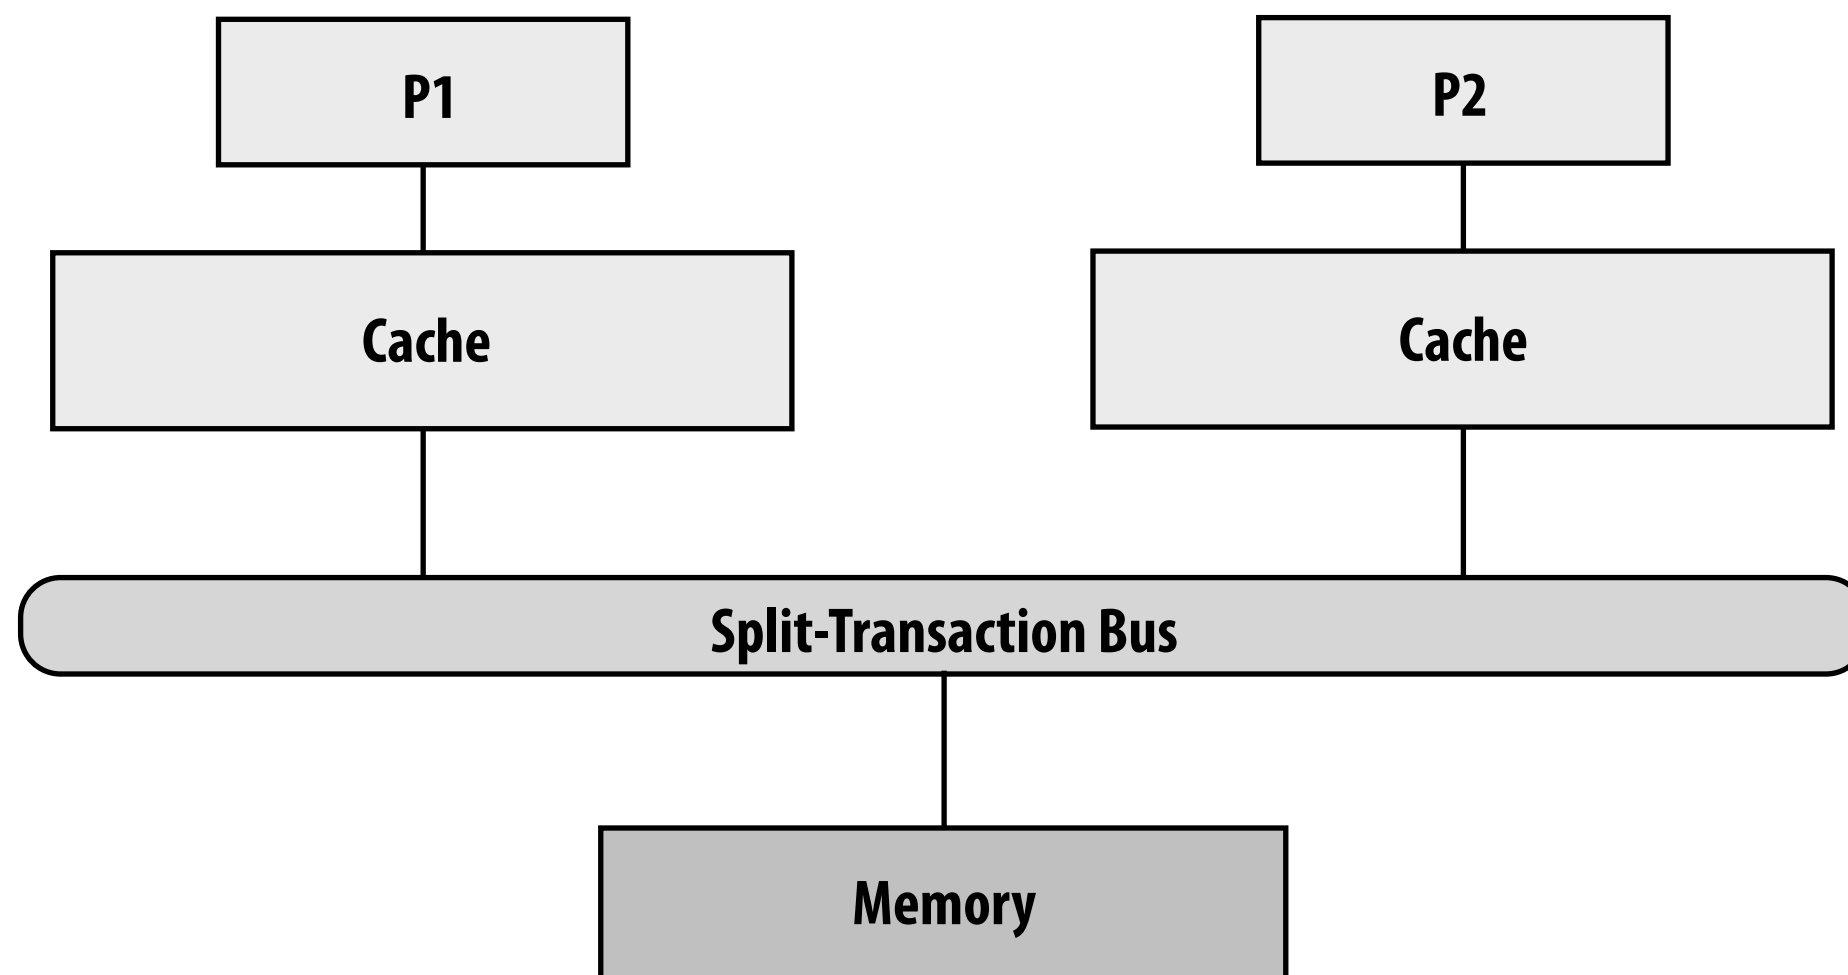 P1
P2
Cache
Cache
Split-Transaction Bus
Memory